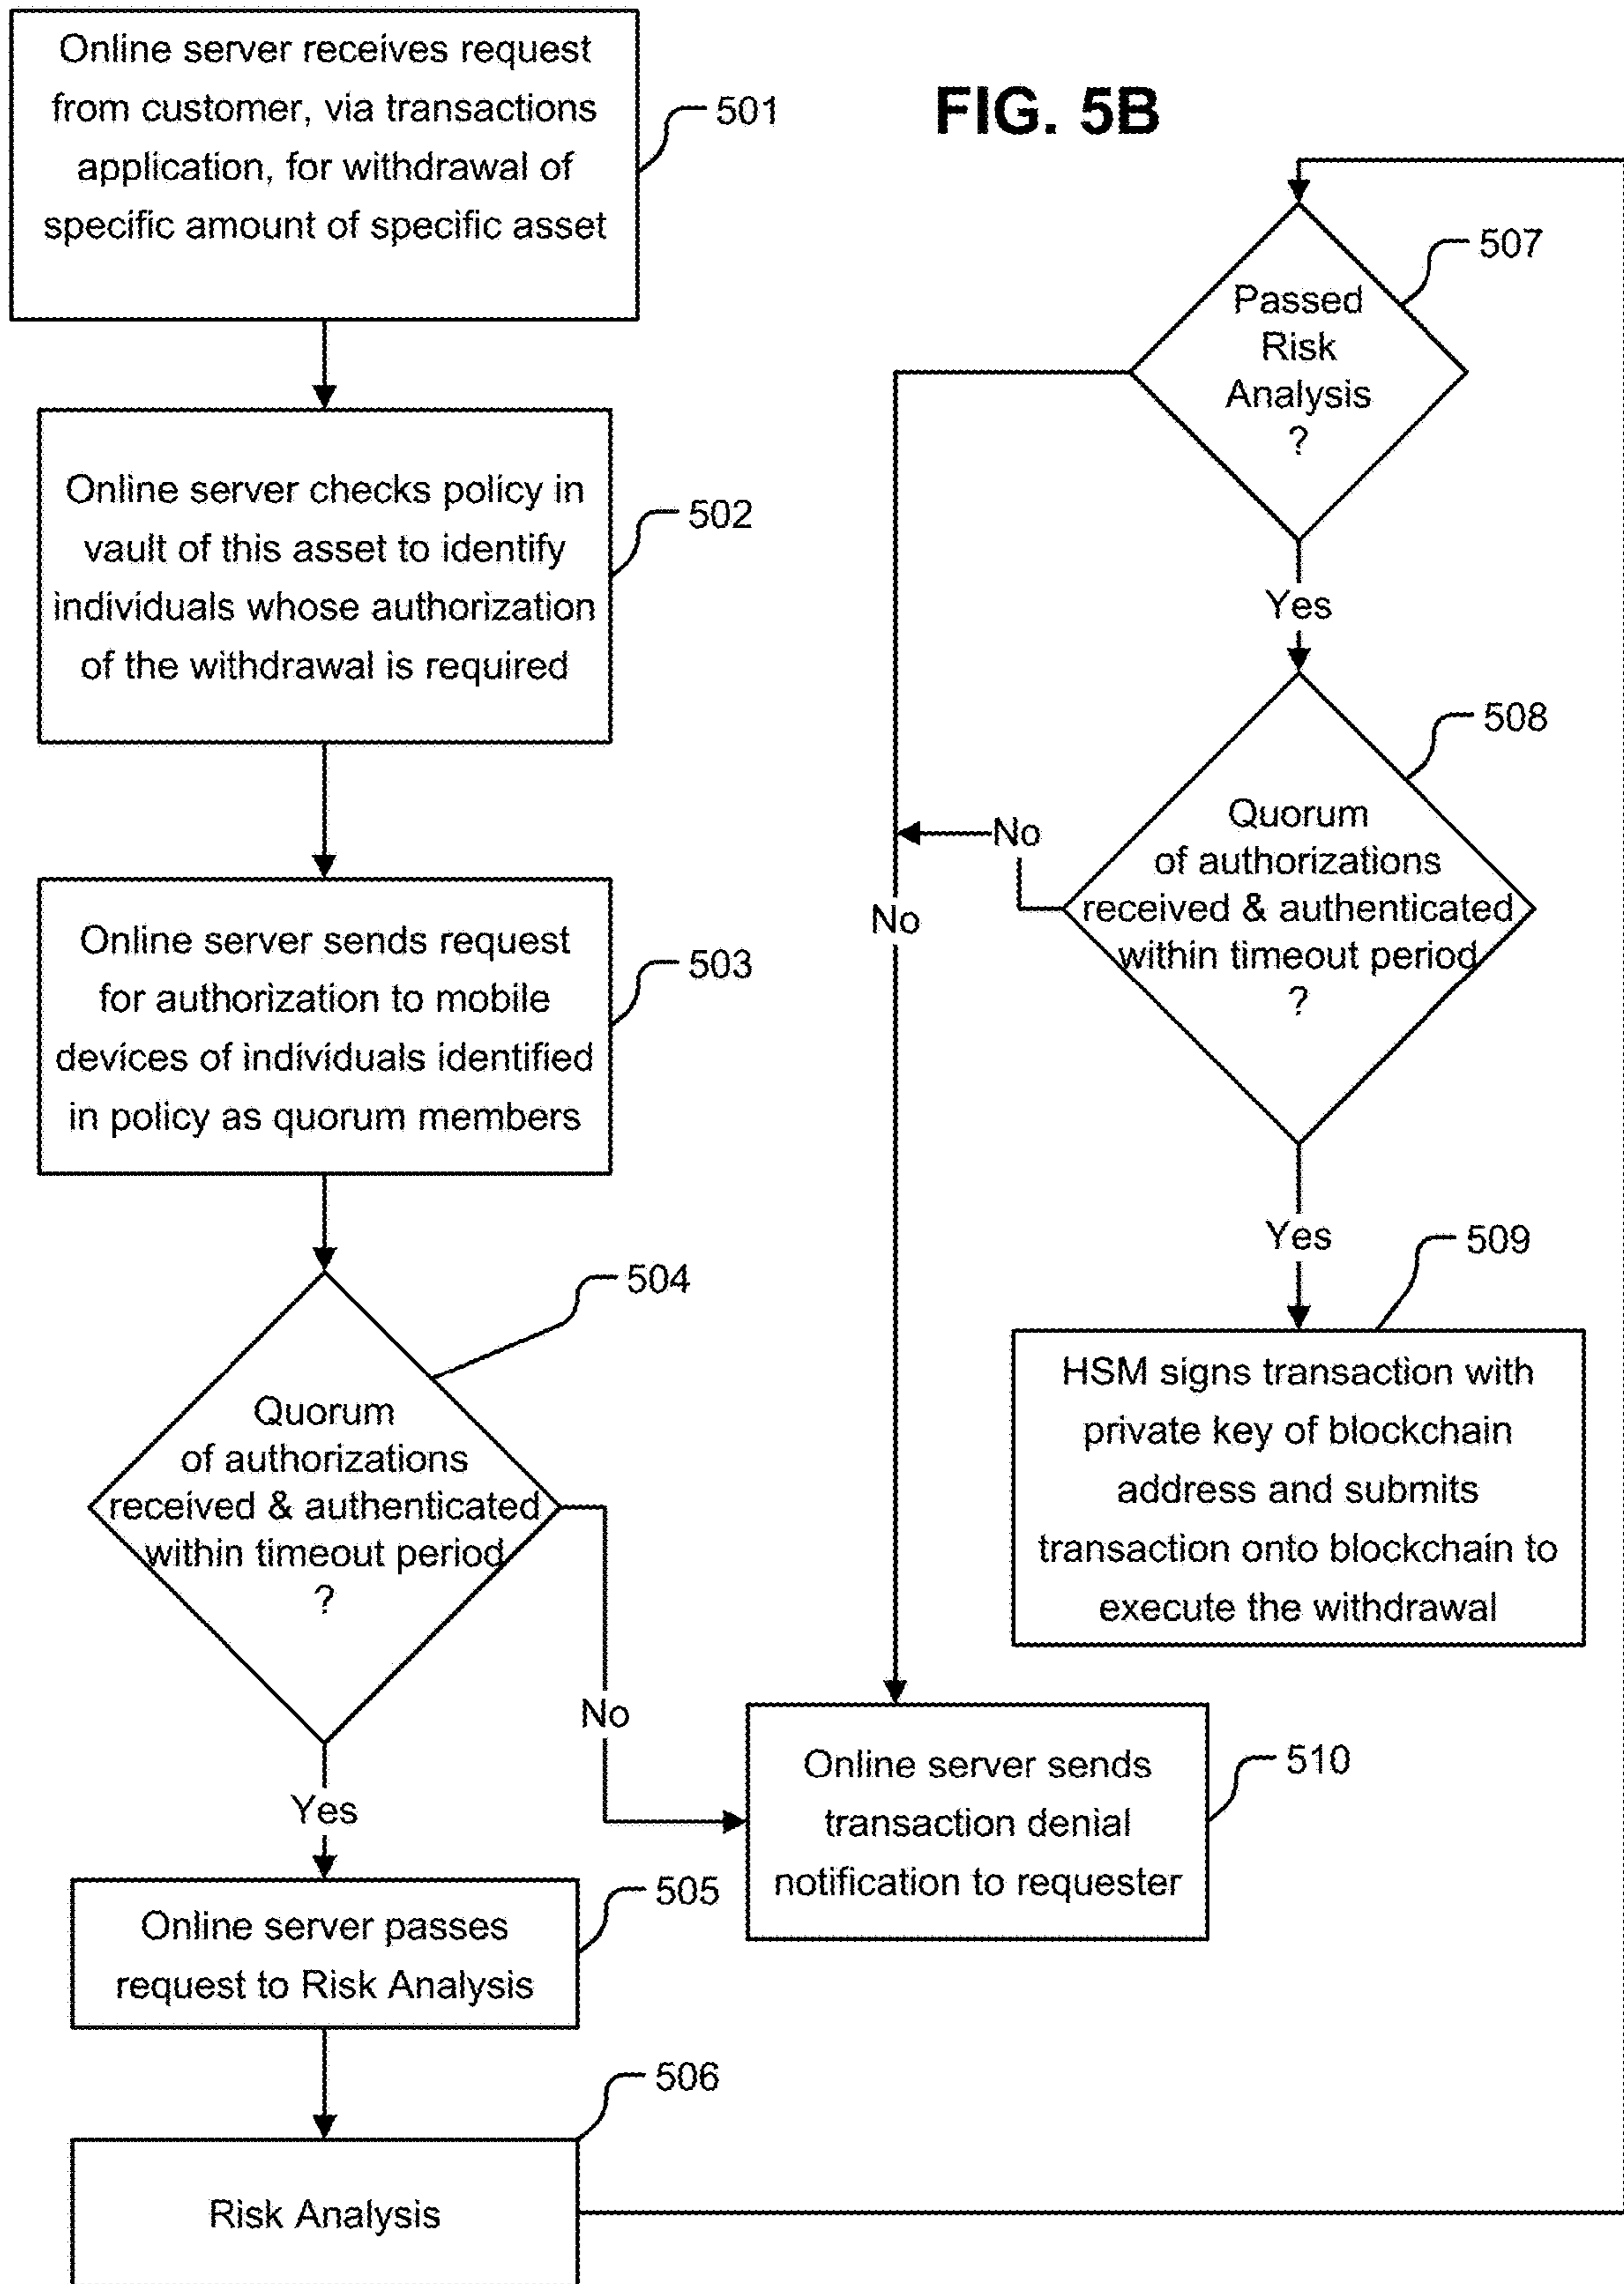 FIG. 5B
Online server receives request
from customer, via transactions
application, for withdrawal of
specific amount of specific asset
501
Online server checks policy in
vault of this asset to identify
individuals whose authorization
of the withdrawal is required
502
Online server sends request
for authorization to mobile
devices of individuals identified
in policy as quorum members
503
504
Quorum
of authorizations
received & authenticated
within timeout period
?
No
Yes
Online server passes
request to Risk Analysis
505
506
Risk Analysis
507
Passed
Risk
Analysis
?
No
Yes
508
Quorum
of authorizations
received & authenticated
within timeout period
?
No
Yes
509
HSM signs transaction with
private key of blockchain
address and submits
transaction onto blockchain to
execute the withdrawal
Online server sends
transaction denial
notification to requester
510